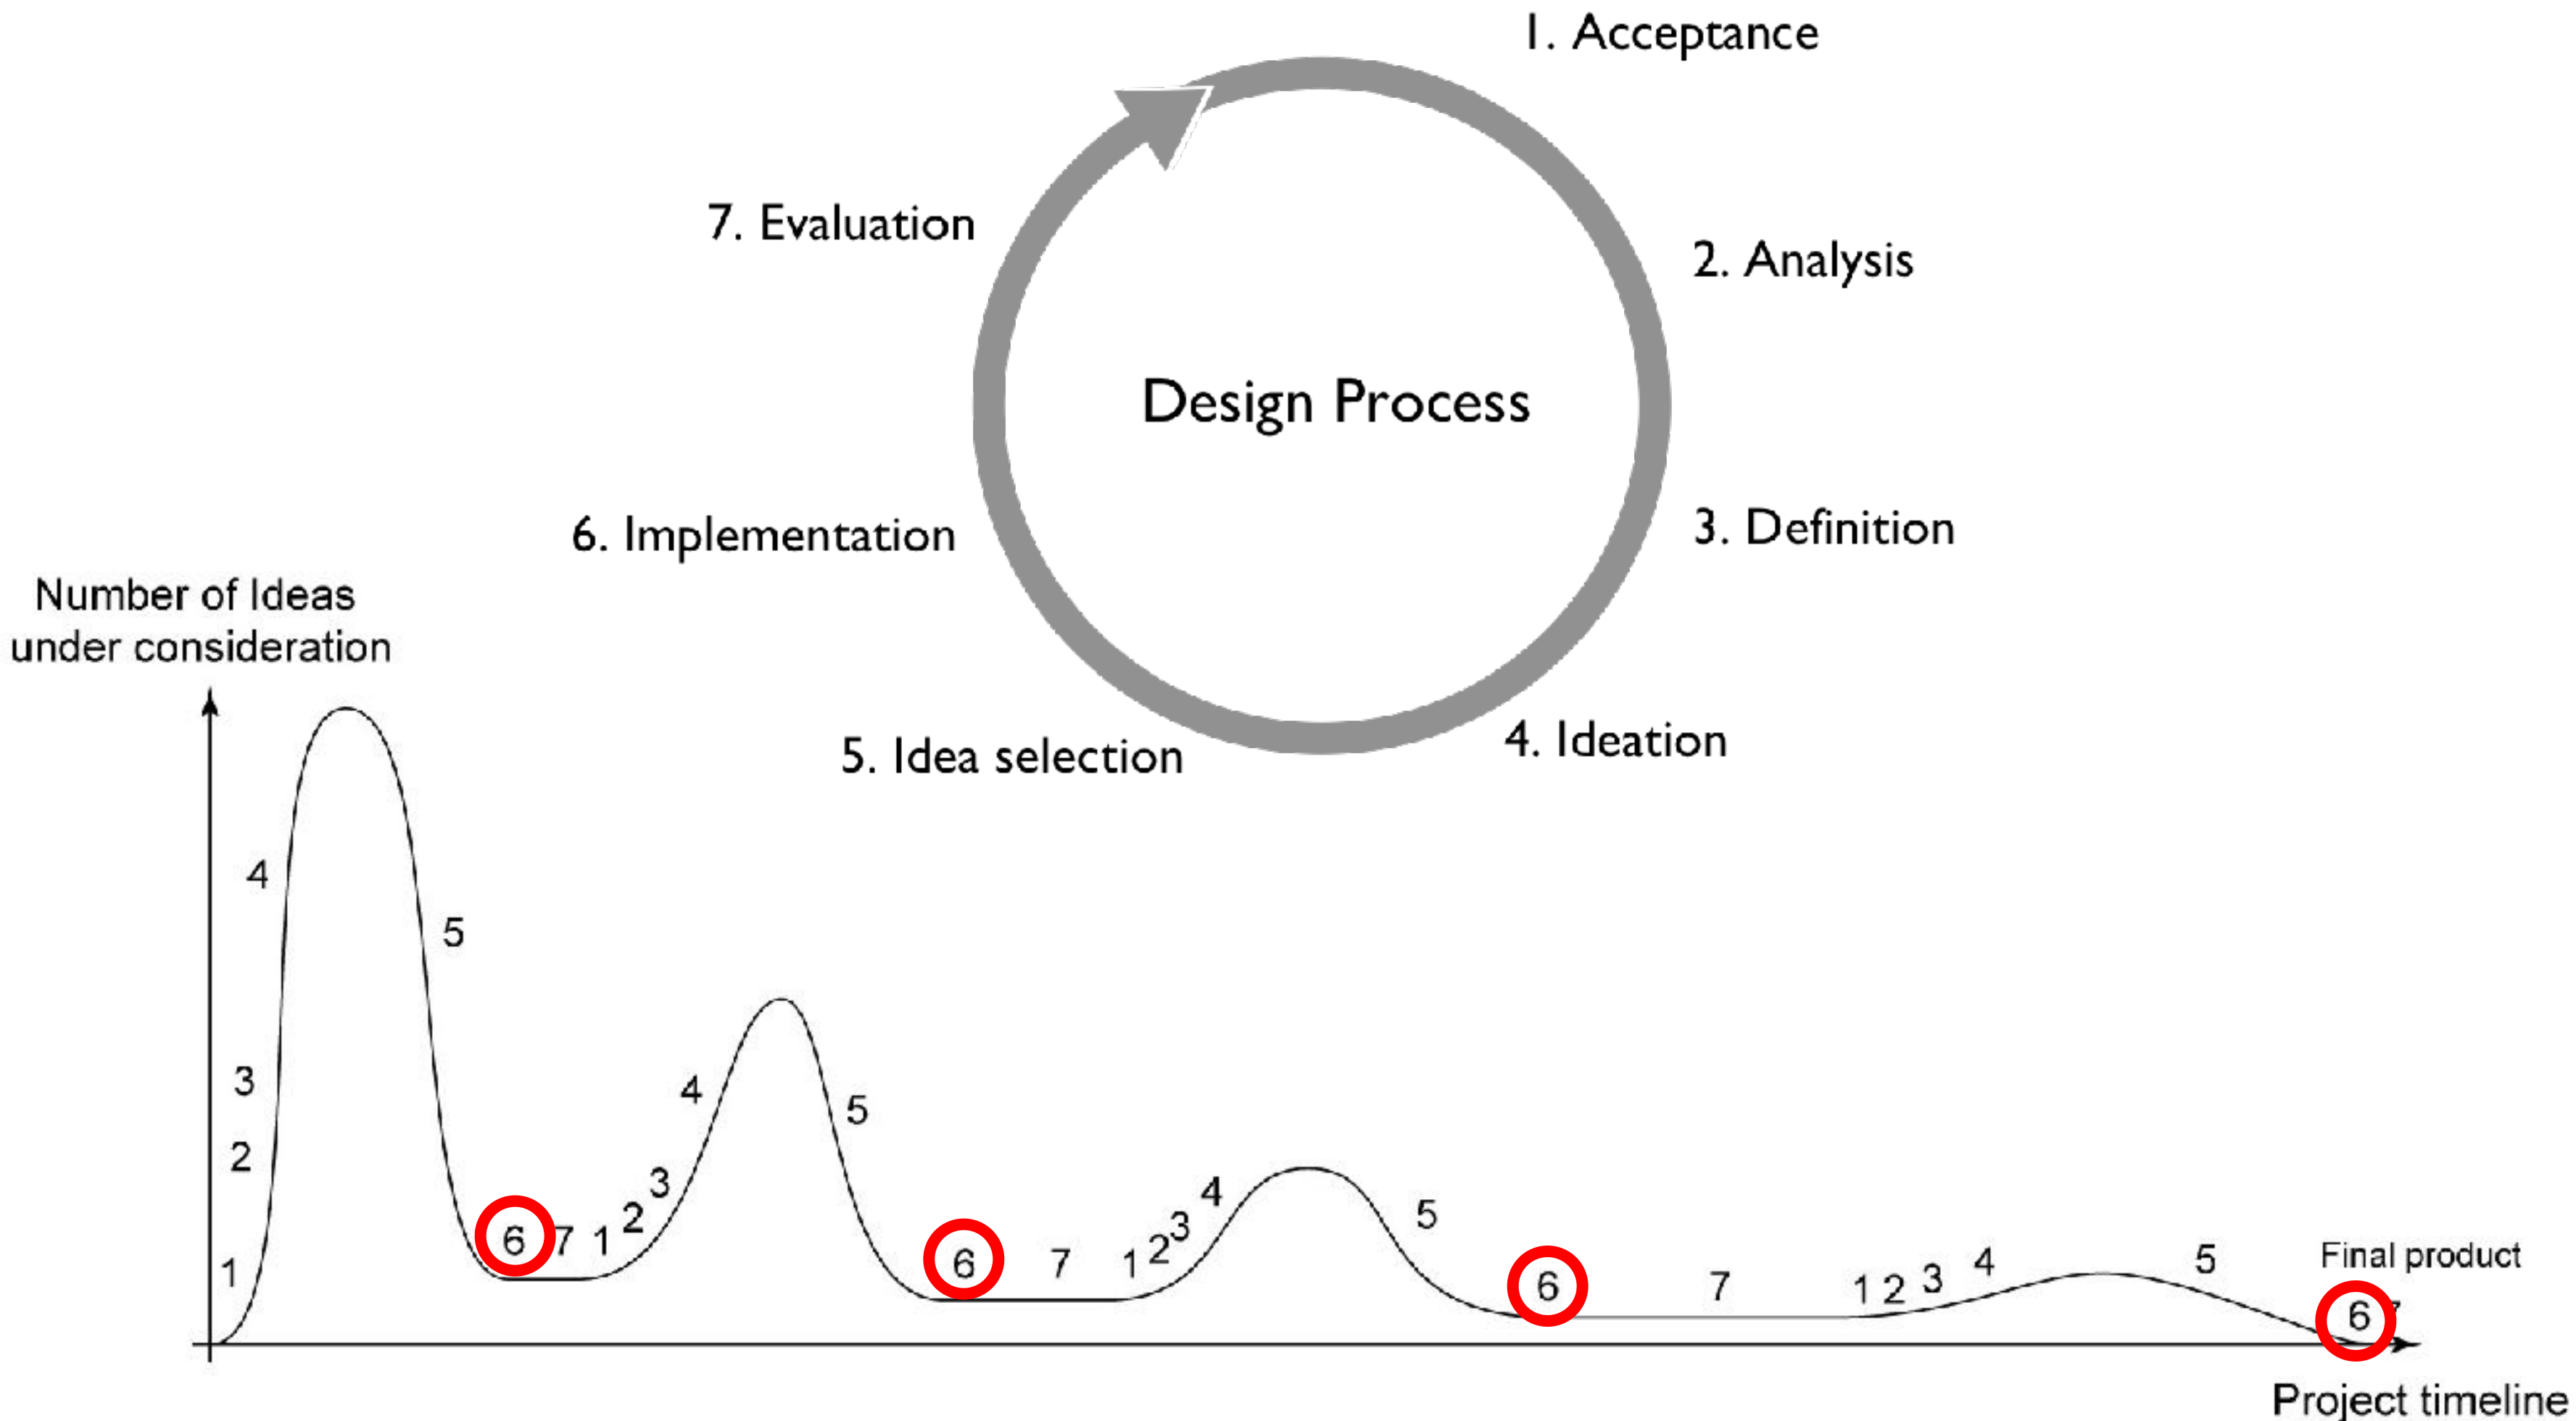 1. Acceptance
7. Evaluation
2. Analysis
Design Process
3. Definition
6. Implementation
Number of Ideas
under consideration
5. Idea selection
4. Ideation
4
5
3
2
1
6 7 1 2 3
4
5
6 7 1 2 3 4
5
6 7 1 2 3 4
5
Final product
6 7
Project timeline